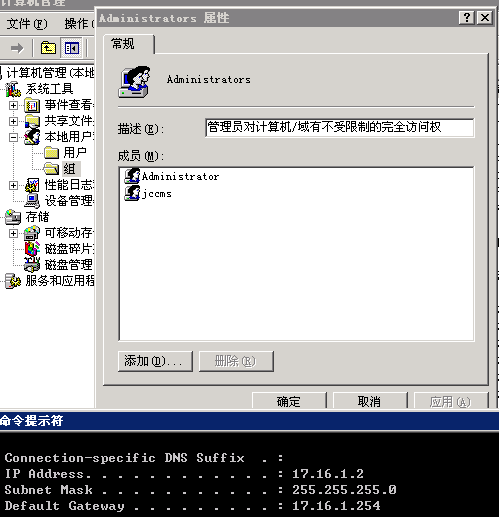 计算机管理
文件(F) 操作(
计算机管理(本地
系统工具
事件查看
共享文件
本地用户
用户
组
性能日志
设备管理
存储
可移动存
磁盘碎片
磁盘管理
服务和应用程
Administrators 属性
常规
Administrators
描述(E):
管理员对计算机/域有不受限制的完全访问权
成员(M):
Administrator
jccms
添加(D)...
删除(R)
确定
取消
应用(A)
命令提示符
Connection-specific DNS Suffix . :
IP Address. . . . . . . . . . . . : 17.16.1.2
Subnet Mask . . . . . . . . . . . : 255.255.255.0
Default Gateway . . . . . . . . . : 17.16.1.254